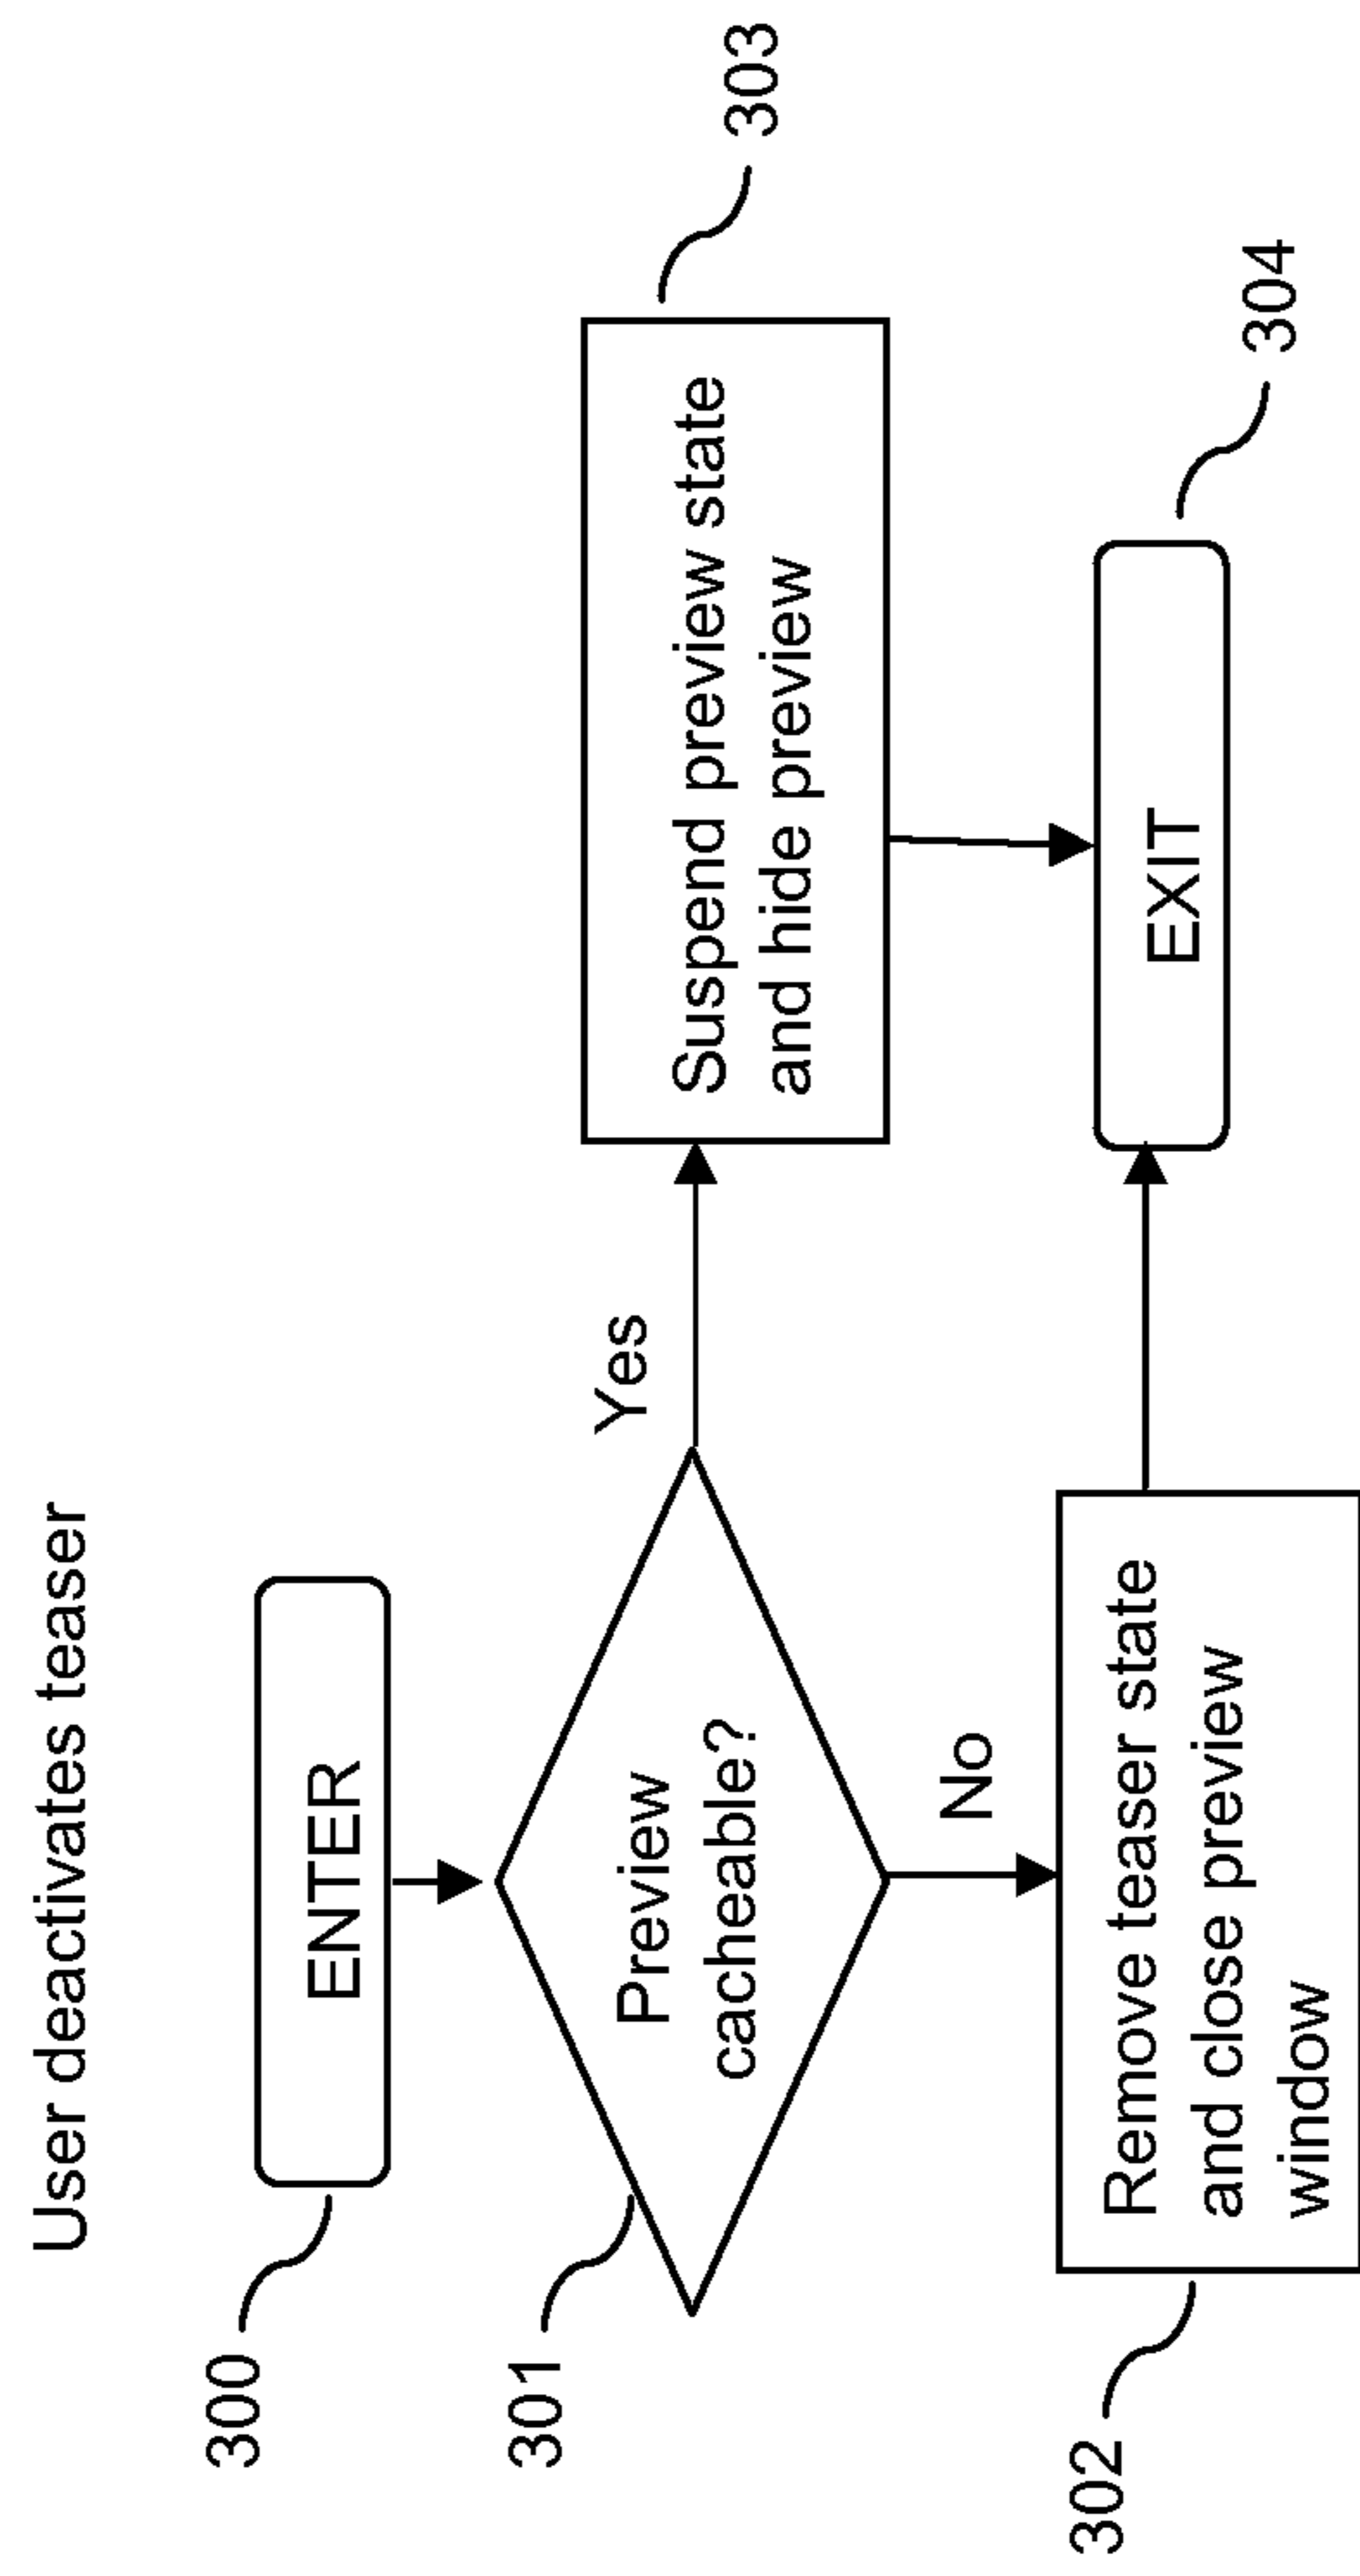 User deactivates teaser
300
ENTER
301
Preview
cacheable?
Yes
Suspend preview state
and hide preview
303
No
302
Remove teaser state
and close preview
window
EXIT
304